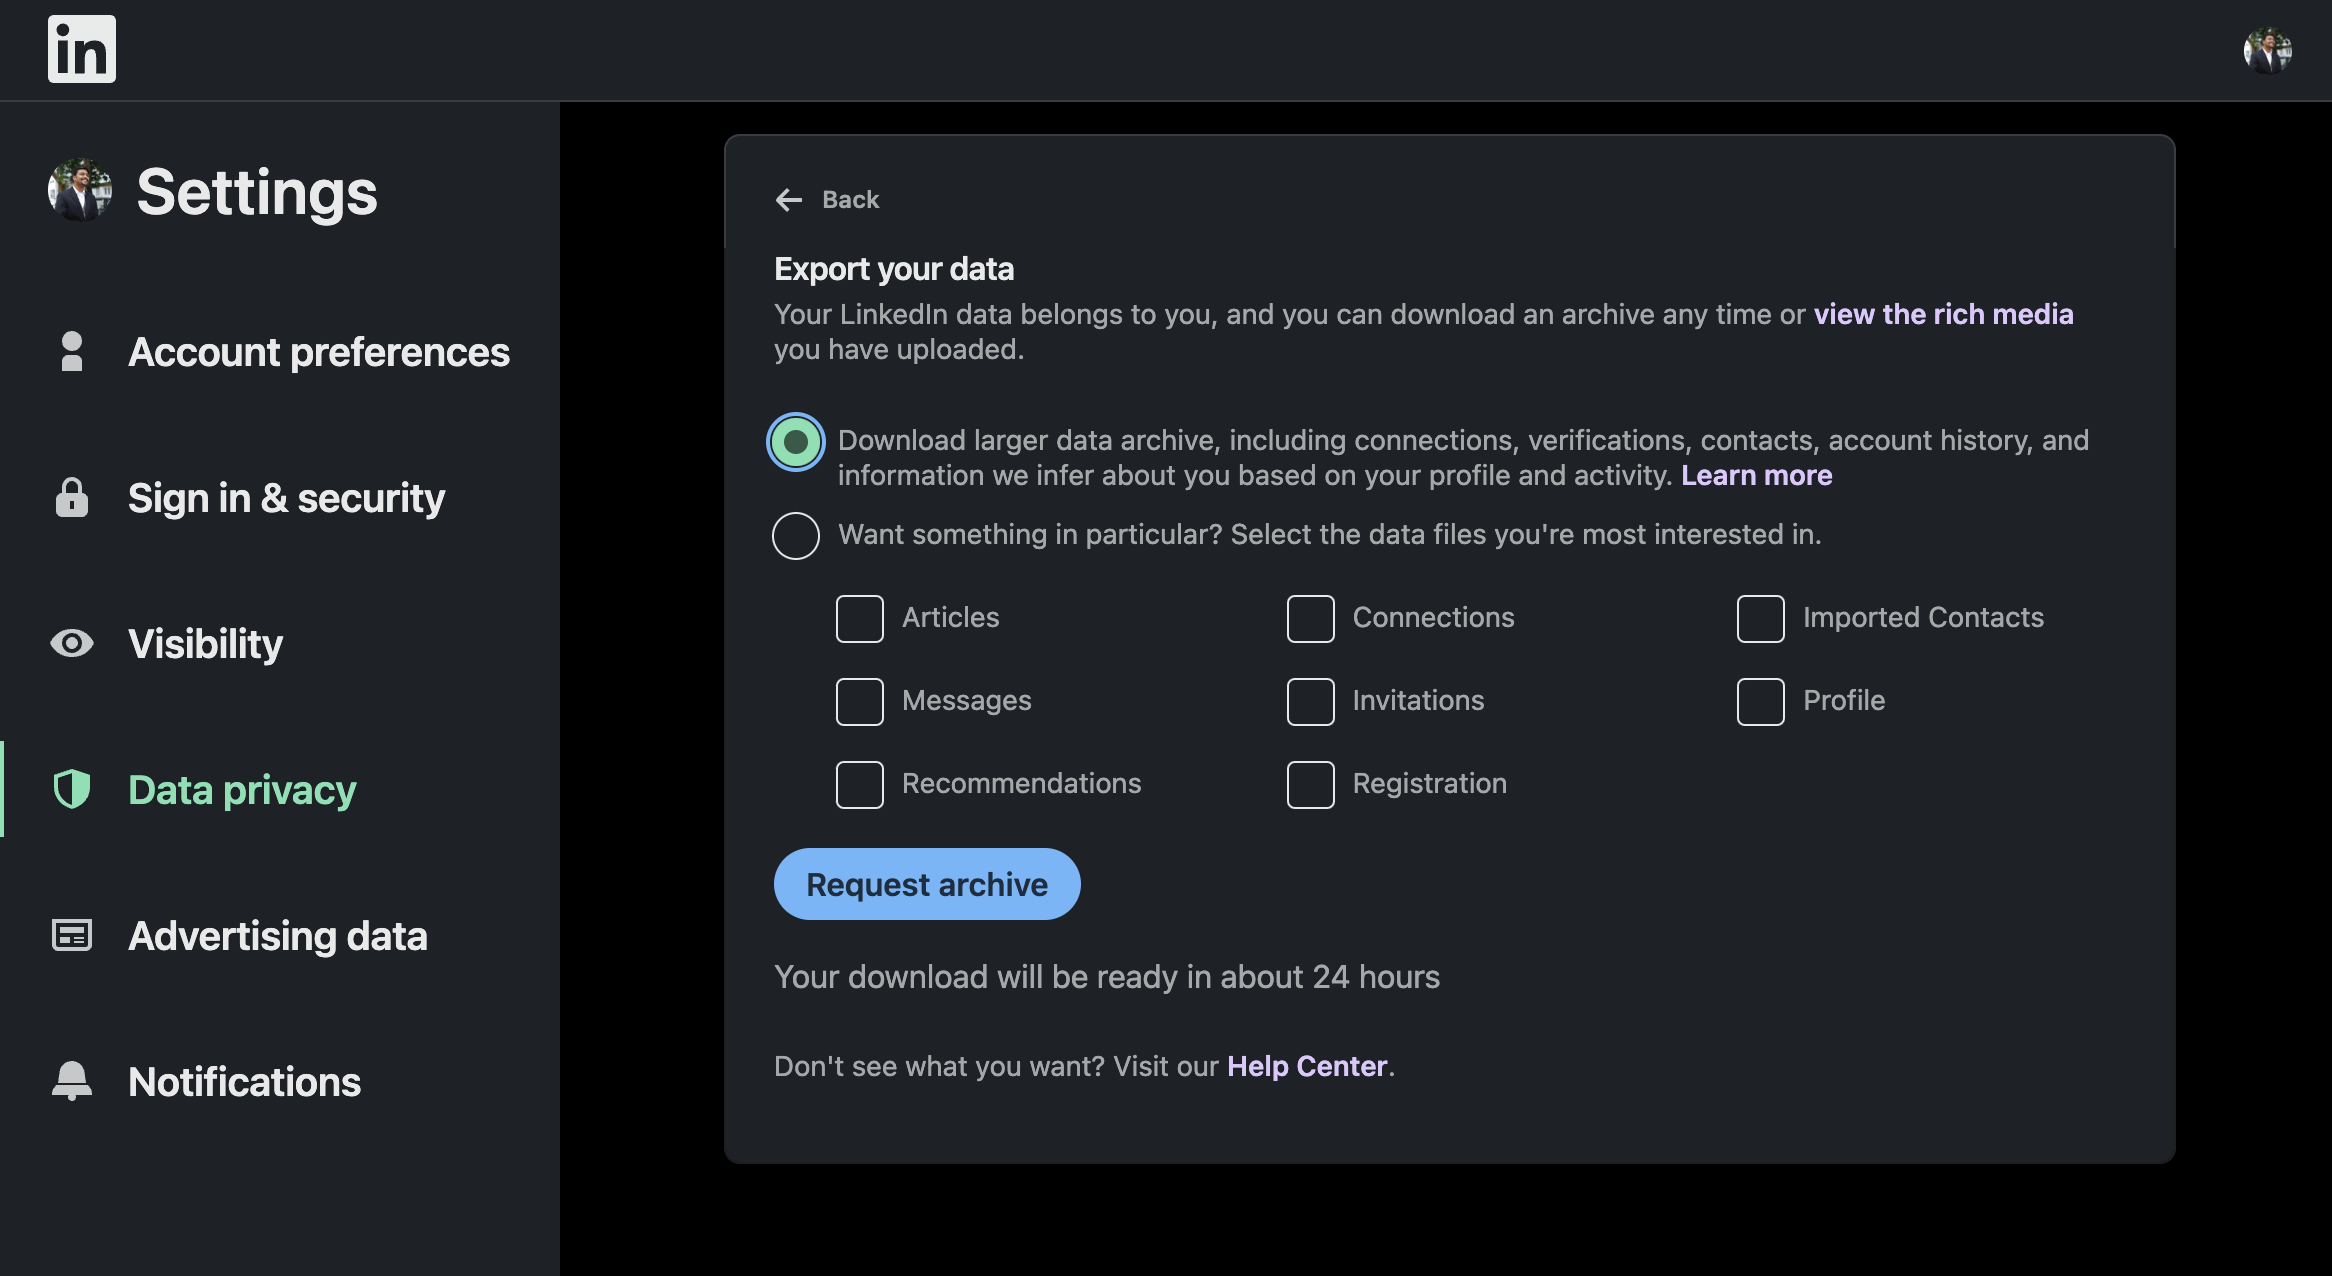 in
Settings
Account preferences
Sign in & security
Visibility
Data privacy
Advertising data
Notifications
Back
Export your data
Your LinkedIn data belongs to you, and you can download an archive any time or view the rich media
you have uploaded.
Download larger data archive, including connections, verifications, contacts, account history, and
information we infer about you based on your profile and activity. Learn more
Want something in particular? Select the data files you're most interested in.
Articles
Connections
Imported Contacts
Messages
Invitations
Profile
Recommendations
Registration
Request archive
Your download will be ready in about 24 hours
Don't see what you want? Visit our Help Center.